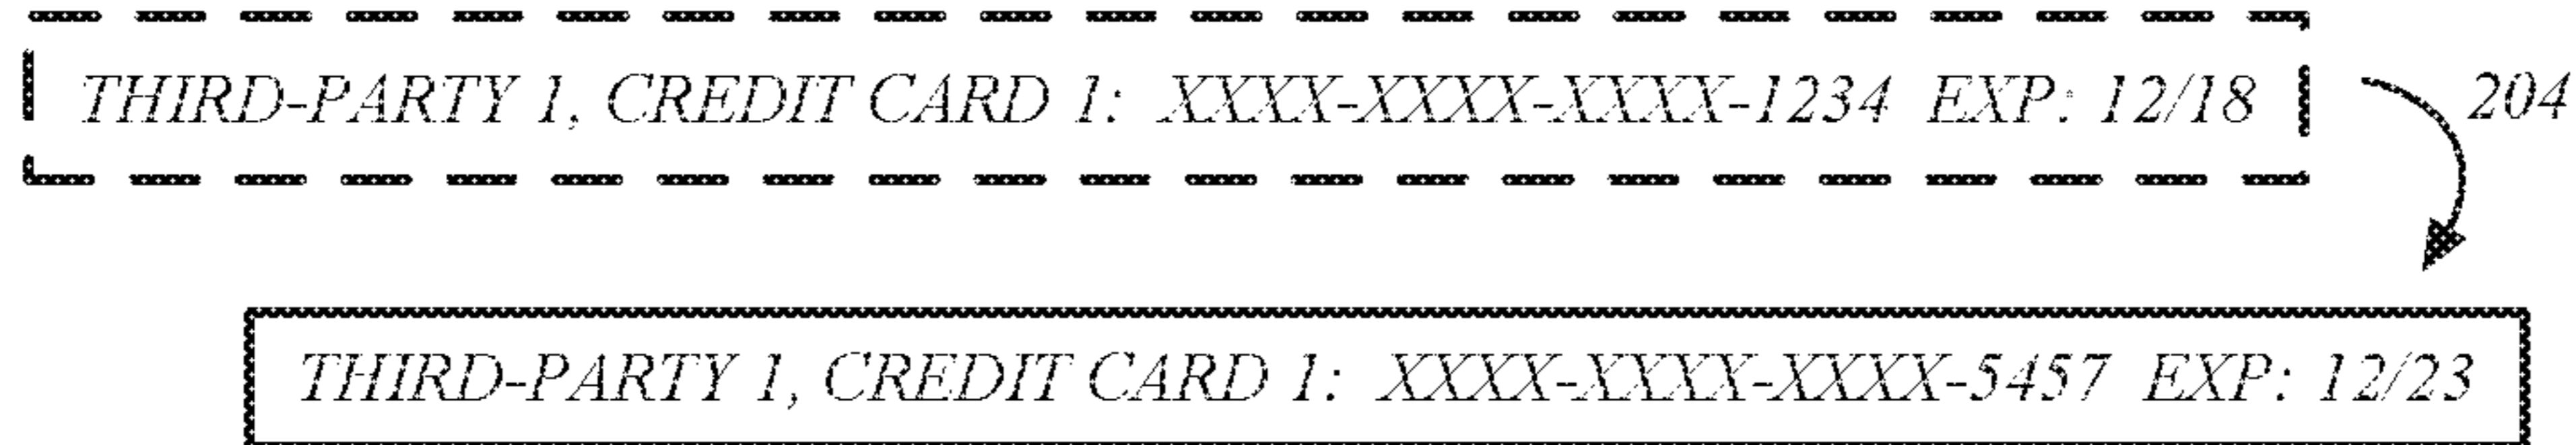 THIRD-PARTY 1, CREDIT CARD 1: XXXX-XXXX-XXXX-1234 EXP: 12/18
204
THIRD-PARTY 1, CREDIT CARD 1: XXXX-XXXX-XXXX-5457 EXP: 12/23